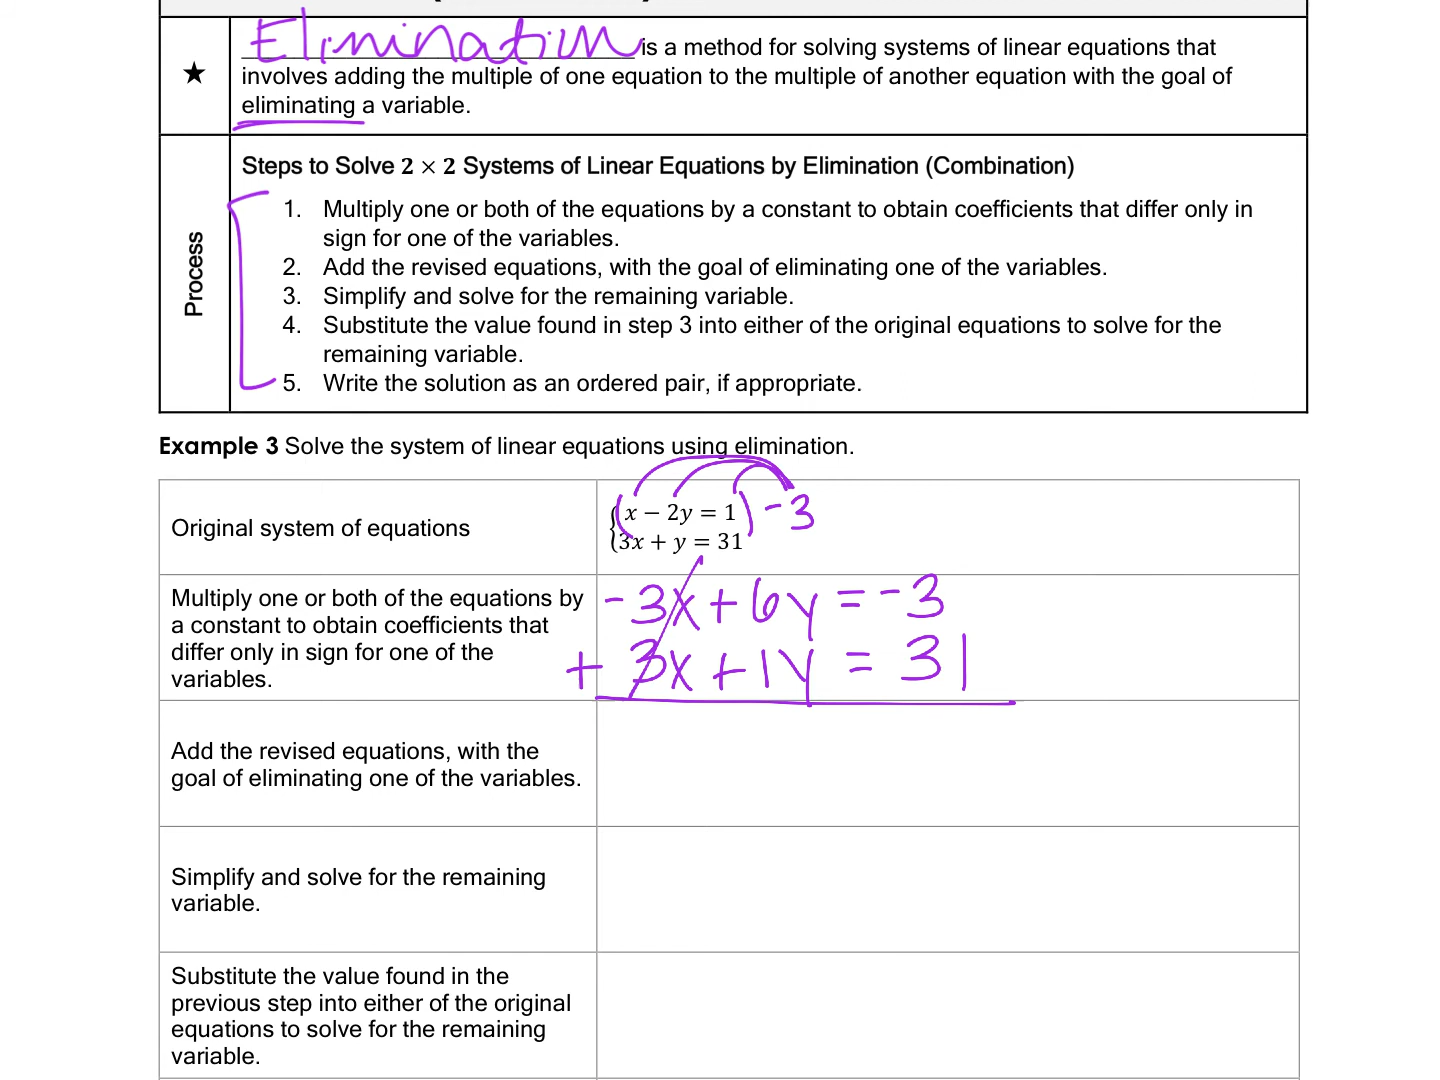 Elimination is a method for solving systems of linear equations that
involves adding the multiple of one equation to the multiple of another equation with the goal of
eliminating a variable.
Process
Steps to Solve 2 × 2 Systems of Linear Equations by Elimination (Combination)
1. Multiply one or both of the equations by a constant to obtain coefficients that differ only in
sign for one of the variables.
2. Add the revised equations, with the goal of eliminating one of the variables.
3. Simplify and solve for the remaining variable.
4. Substitute the value found in step 3 into either of the original equations to solve for the
remaining variable.
5. Write the solution as an ordered pair, if appropriate.
Example 3 Solve the system of linear equations using elimination.
Original system of equations
(x − 2y = 1) -3
3x + y = 31
Multiply one or both of the equations by
a constant to obtain coefficients that
differ only in sign for one of the
variables.
-3x + 6y = -3
+ 3x + 1y = 31
Add the revised equations, with the
goal of eliminating one of the variables.
Simplify and solve for the remaining
variable.
Substitute the value found in the
previous step into either of the original
equations to solve for the remaining
variable.